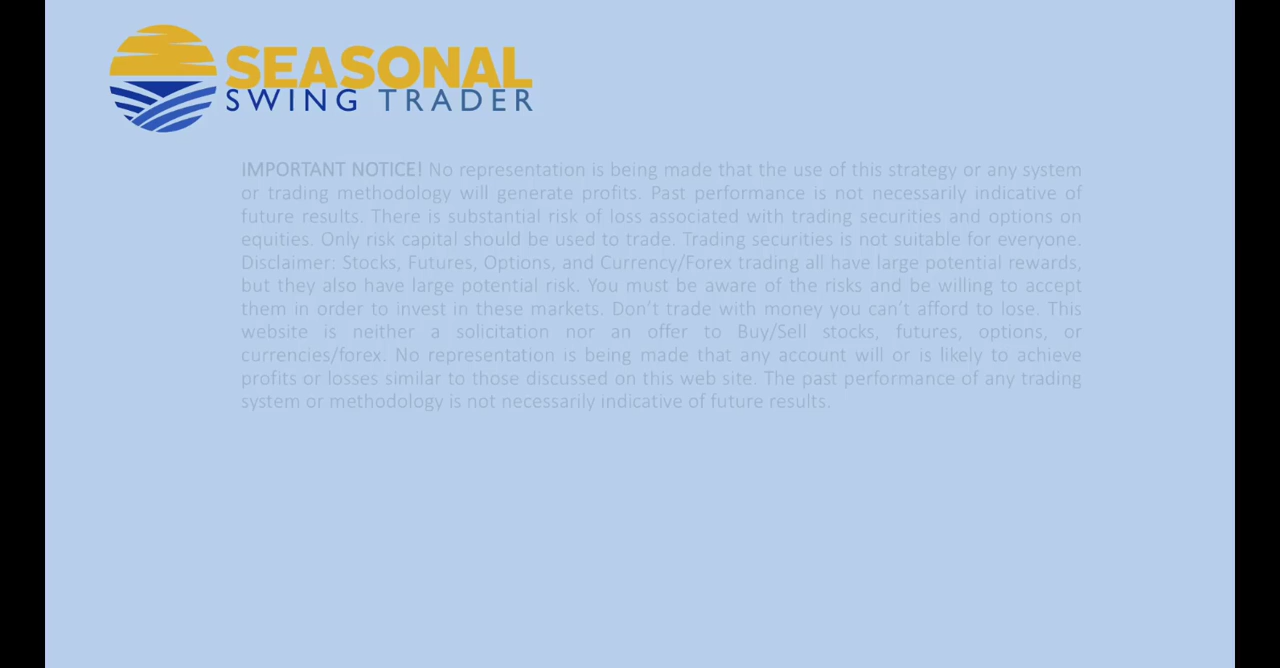 SEASONAL
SWING TRADER
IMPORTANT NOTICE! No representation is being made that the use of this strategy or any system
or trading methodology will generate profits. Past performance is not necessarily indicative of
future results. There is substantial risk of loss associated with trading securities and options on
equities. Only risk capital should be used to trade. Trading securities is not suitable for everyone.
Disclaimer: Stocks, Futures, Options, and Currency/Forex trading all have large potential rewards,
but they also have large potential risk. You must be aware of the risks and be willing to accept
them in order to invest in these markets. Don’t trade with money you can’t afford to lose. This
website is neither a solicitation nor an offer to Buy/Sell stocks, futures, options, or
currencies/forex. No representation is being made that any account will or is likely to achieve
profits or losses similar to those discussed on this web site. The past performance of any trading
system or methodology is not necessarily indicative of future results.